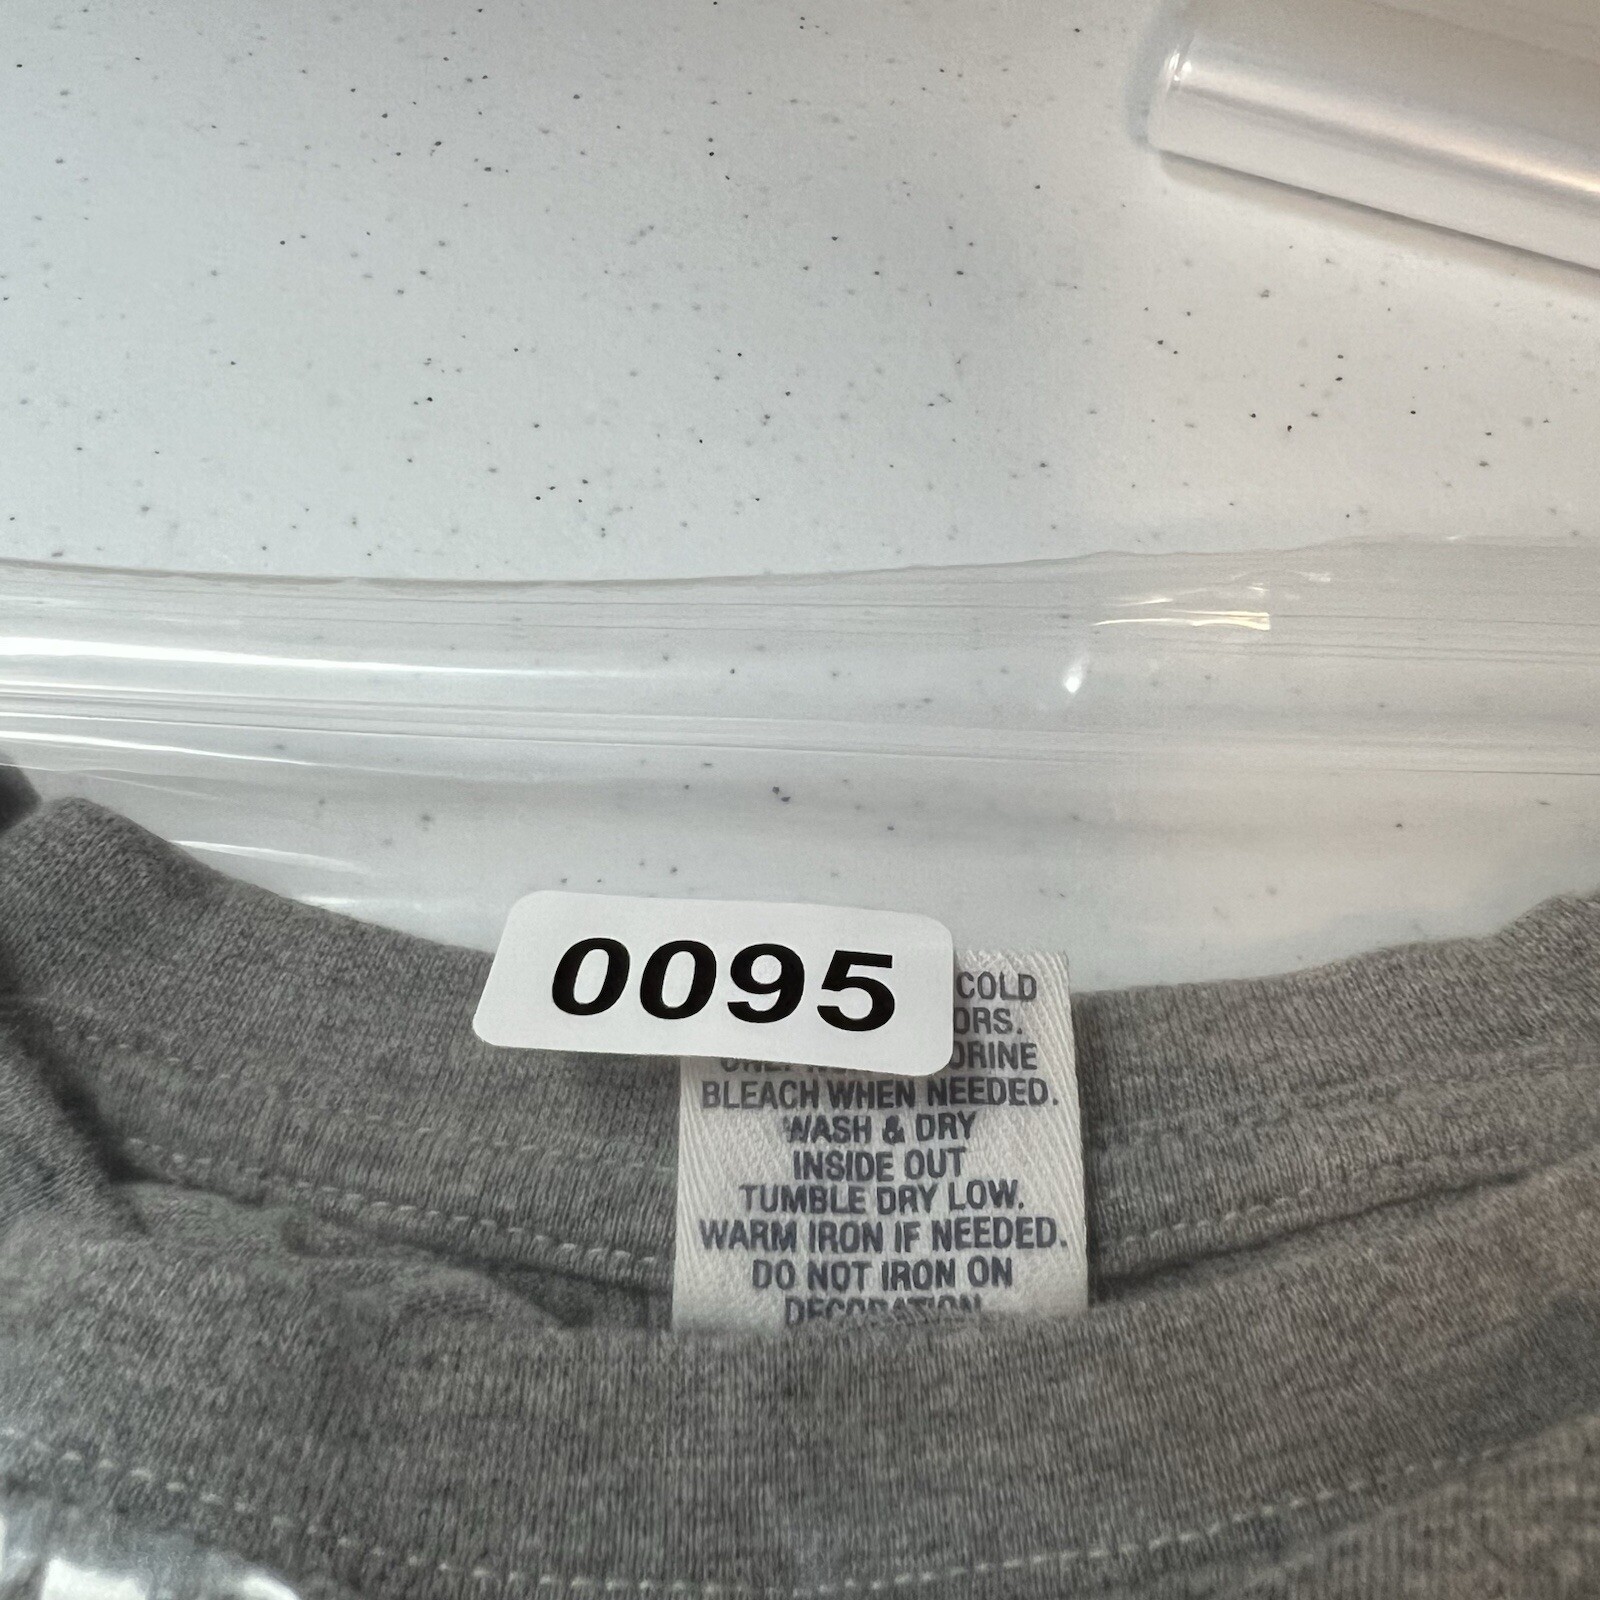 0095
COLD
BLEACH WHEN NEEDED.
WASH & DRY
INSIDE OUT
TUMBLE DRY LOW.
WARM IRON IF NEEDED.
DO NOT IRON ON
DECORATION